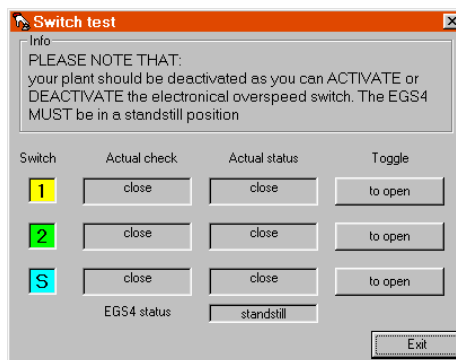 Switch test
Info
PLEASE NOTE THAT:
your plant should be deactivated as you can ACTIVATE or
DEACTIVATE the electronical overspeed switch. The EGS4
MUST be in a standstill position
Switch Actual check Actual status Toggle
1 close close to open
2 close close to open
S close close to open
EGS4 status standstill
Exit